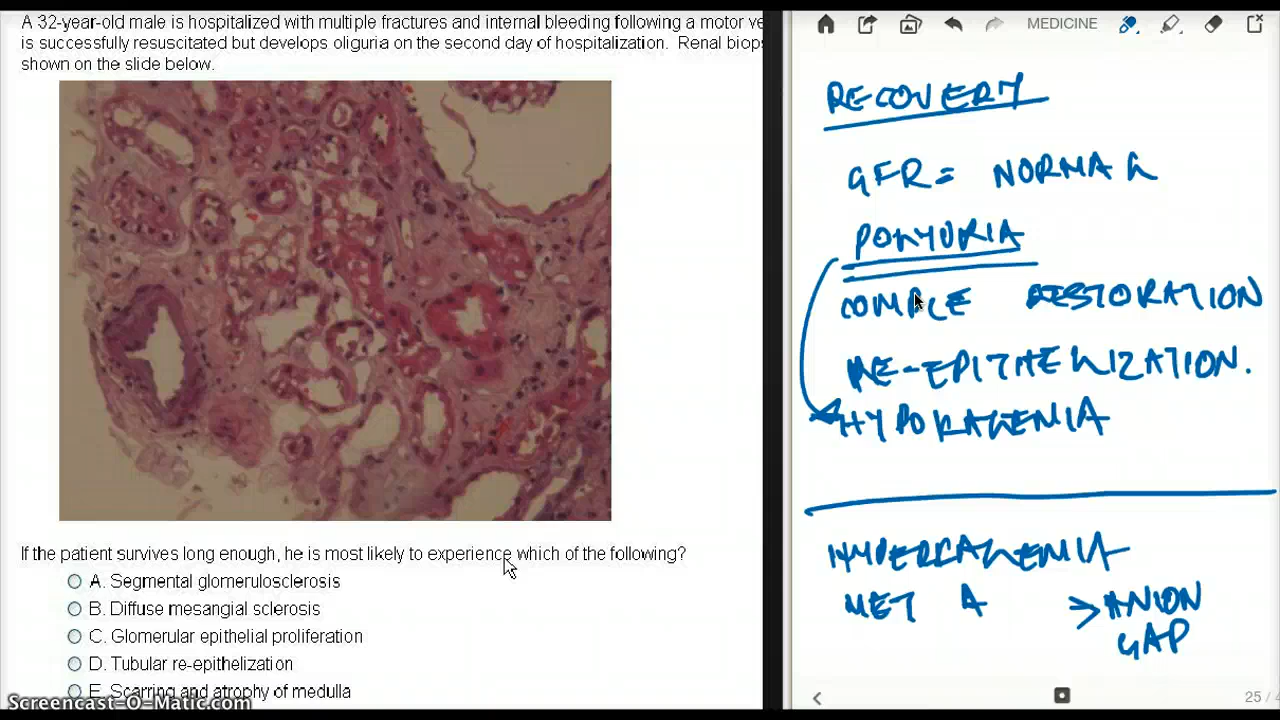 A 32-year-old male is hospitalized with multiple fractures and internal bleeding following a motor ve
is successfully resuscitated but develops oliguria on the second day of hospitalization. Renal biops
shown on the slide below.
If the patient survives long enough, he is most likely to experience which of the following?
A. Segmental glomerulosclerosis
B. Diffuse mesangial sclerosis
C. Glomerular epithelial proliferation
D. Tubular re-epithelization
E. Scarring and atrophy of medulla
Screencast-O-Matic.com
MEDICINE
RECOVERY
GFR = NORMAL
POLYURIA
COMPLE RESTORATION
RE-EPITHELIZATION.
HYPOKALEMIA
HYPERKALEMIA
MET A > ANION
GAP
25 / 4